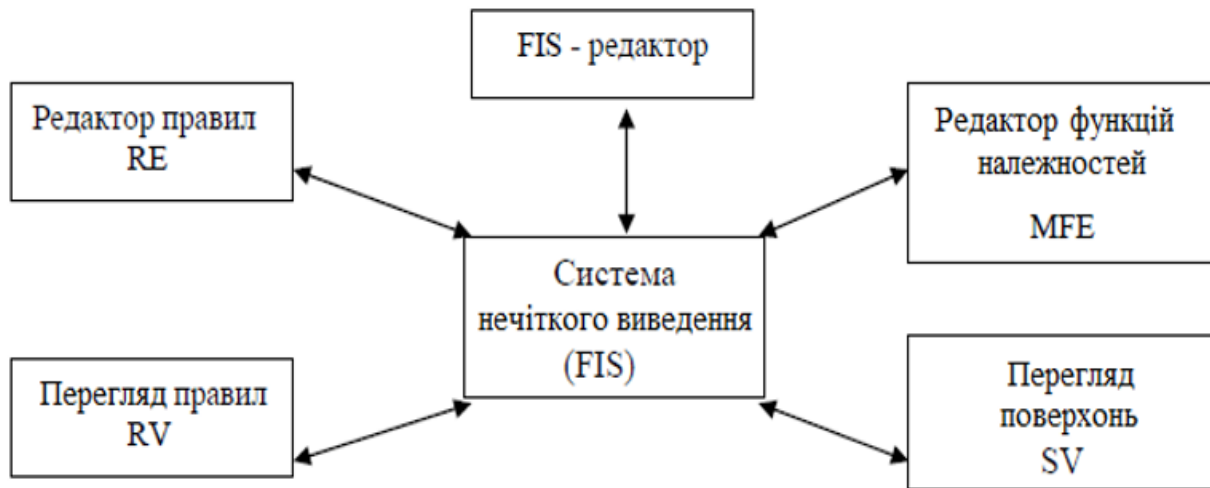 FIS - редактор
Редактор правил
RE
Редактор функцій
належностей
MFE
Система
нечіткого виведення
(FIS)
Перегляд правил
RV
Перегляд
поверхонь
SV